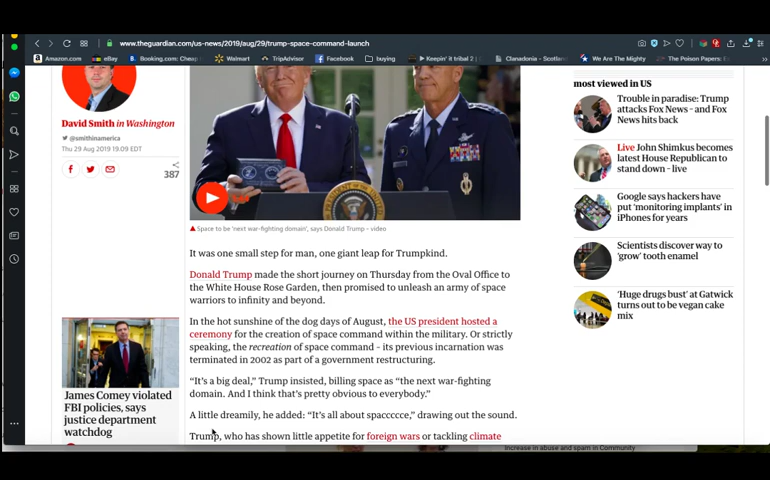 www.theguardian.com/us-news/2019/aug/29/trump-space-command-launch
Amazon.com
eBay
Booking.com: Cheap
Walmart
TripAdvisor
Facebook
buying
Keepin' it tribal 2
Clanadonia - Scotlan
We Are The Mighty
The Poison Papers:
David Smith in Washington
@smithinamerica
Thu 29 Aug 2019 19.09 EDT
387
Space to be 'next war-fighting domain', says Donald Trump – video
It was one small step for man, one giant leap for Trumpkind.
Donald Trump made the short journey on Thursday from the Oval Office to
the White House Rose Garden, then promised to unleash an army of space
warriors to infinity and beyond.
In the hot sunshine of the dog days of August, the US president hosted a
ceremony for the creation of space command within the military. Or strictly
speaking, the recreation of space command – its previous incarnation was
terminated in 2002 as part of a government restructuring.
“It’s a big deal,” Trump insisted, billing space as “the next war-fighting
domain. And I think that’s pretty obvious to everybody.”
A little dreamily, he added: “It’s all about spaccccce,” drawing out the sound.
Trump, who has shown little appetite for foreign wars or tackling climate
James Comey violated
FBI policies, says
justice department
watchdog
most viewed in US
Trouble in paradise: Trump
attacks Fox News – and Fox
News hits back
Live John Shimkus becomes
latest House Republican to
stand down – live
Google says hackers have
put 'monitoring implants' in
iPhones for years
Scientists discover way to
'grow' tooth enamel
'Huge drugs bust' at Gatwick
turns out to be vegan cake
mix
Increase in abuse and spam in Community